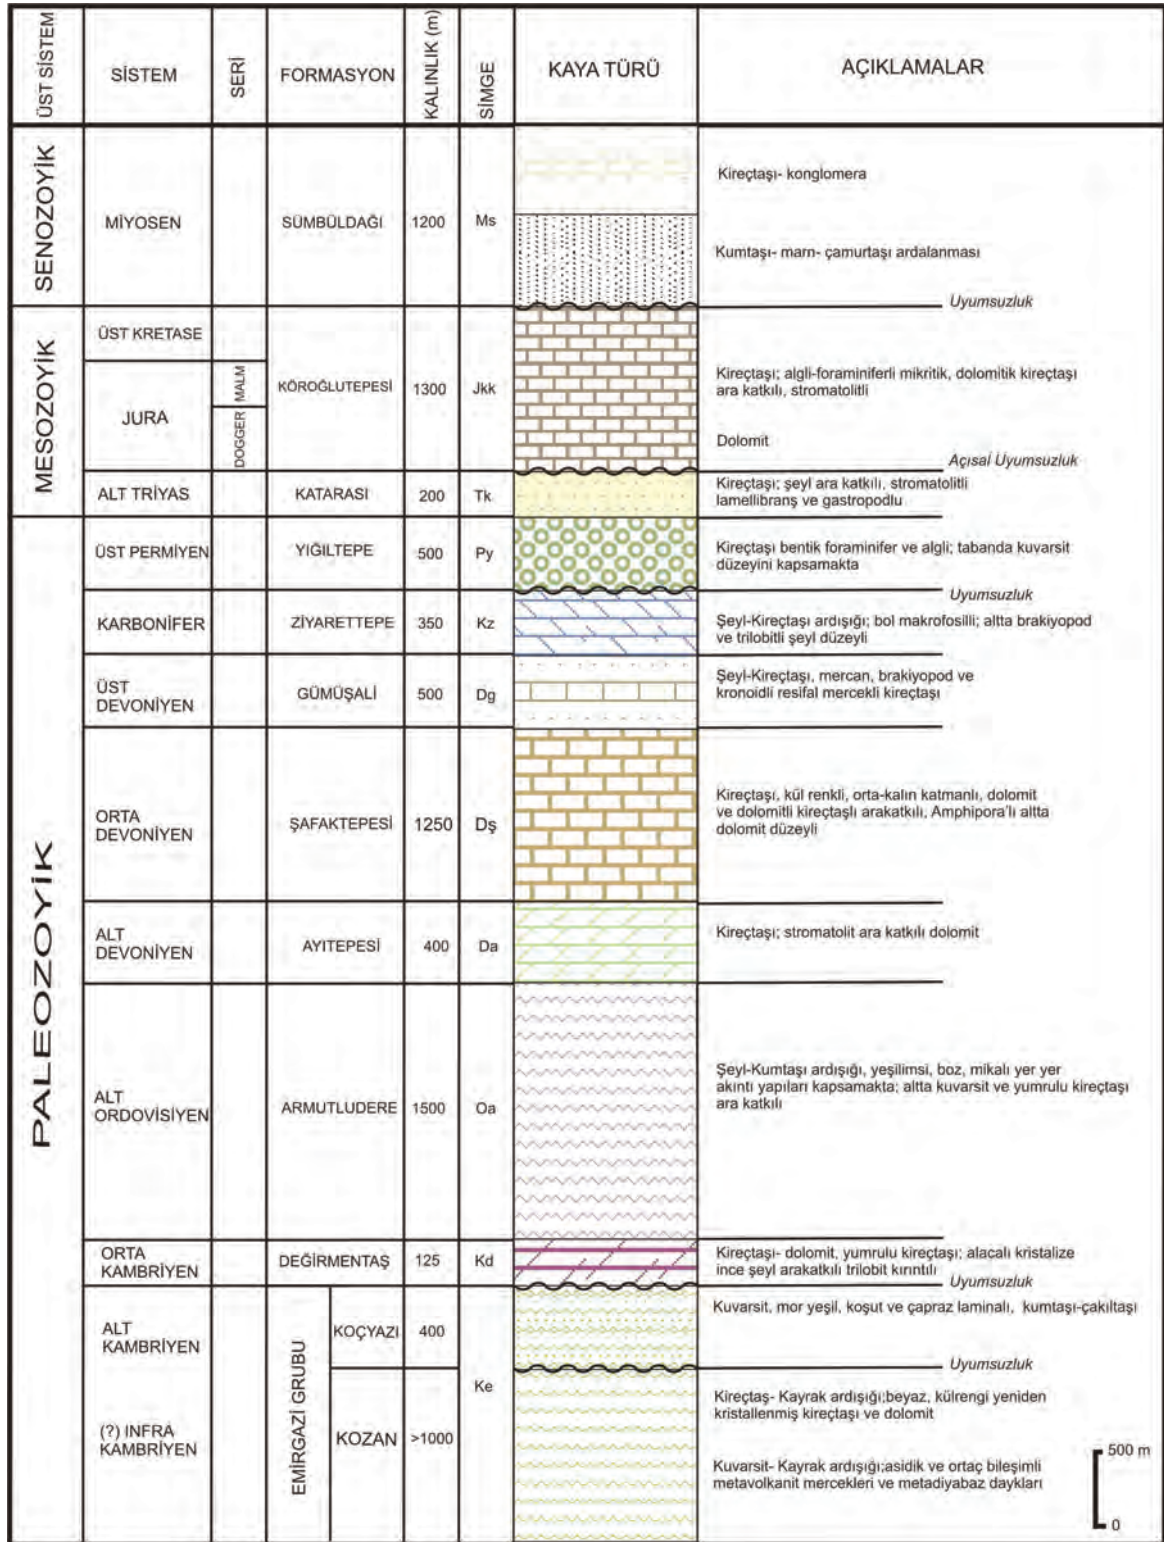 ÜST SİSTEM
SİSTEM
SERİ
FORMASYON
KALINLIK (m)
SİMGE
KAYA TÜRÜ
AÇIKLAMALAR
SENOZOYİK
MİYOSEN
SÜMBÜLDAĞI
1200
Ms
Kireçtaşı- konglomera
Kumtaşı- marn- çamurtaşı ardalanması
Uyumsuzluk
MESOZOYİK
ÜST KRETASE
JURA
MALM
DOGGER
KÖROĞLUTEPESİ
1300
Jkk
Kireçtaşı; algli-foraminiferli mikritik, dolomitik kireçtaşı
ara katkılı, stromatolitli
Dolomit
Açısal Uyumsuzluk
ALT TRİYAS
KATARASI
200
Tk
Kireçtaşı; şeyl ara katkılı, stromatolitli
lamellibranş ve gastropodlu
PALEOZOYİK
ÜST PERMİYEN
YIĞILTEPE
500
Py
Kireçtaşı bentik foraminifer ve algli; tabanda kuvarsit
düzeyini kapsamakta
Uyumsuzluk
KARBONİFER
ZİYARETTEPE
350
Kz
Şeyl-Kireçtaşı ardışığı; bol makrofosilli; altta brakiyopod
ve trilobitli şeyl düzeyli
ÜST
DEVONİYEN
GÜMÜŞALİ
500
Dg
Şeyl-Kireçtaşı, mercan, brakiyopod ve
kronoidli resifal mercekli kireçtaşı
ORTA
DEVONİYEN
ŞAFAKTEPESİ
1250
Dş
Kireçtaşı, kül renkli, orta-kalın katmanlı, dolomit
ve dolomitli kireçtaşlı arakatkılı, Amphipora'lı altta
dolomit düzeyli
ALT
DEVONİYEN
AYITEPESİ
400
Da
Kireçtaşı; stromatolit ara katkılı dolomit
ALT
ORDOVİSİYEN
ARMUTLUDERE
1500
Oa
Şeyl-Kumtaşı ardışığı, yeşilimsi, boz, mikalı yer yer
akıntı yapıları kapsamakta; altta kuvarsit ve yumrulu kireçtaşı
ara katkılı
ORTA
KAMBRİYEN
DEĞİRMENTAŞ
125
Kd
Kireçtaşı- dolomit, yumrulu kireçtaşı; alacalı kristalize
ince şeyl arakatkılı trilobit kırıntılı
Uyumsuzluk
ALT
KAMBRİYEN
EMİRGAZİ GRUBU
KOÇYAZI
400
Ke
Kuvarsit, mor yeşil, koşut ve çapraz laminalı, kumtaşı-çakıltaşı
Uyumsuzluk
(?) INFRA
KAMBRİYEN
KOZAN
>1000
Kireçtaş- Kayrak ardışığı;beyaz, külrengi yeniden
kristallenmiş kireçtaşı ve dolomit
Kuvarsit- Kayrak ardışığı;asidik ve ortaç bileşimli
metavolkanit mercekleri ve metadiyabaz daykları
500 m
0